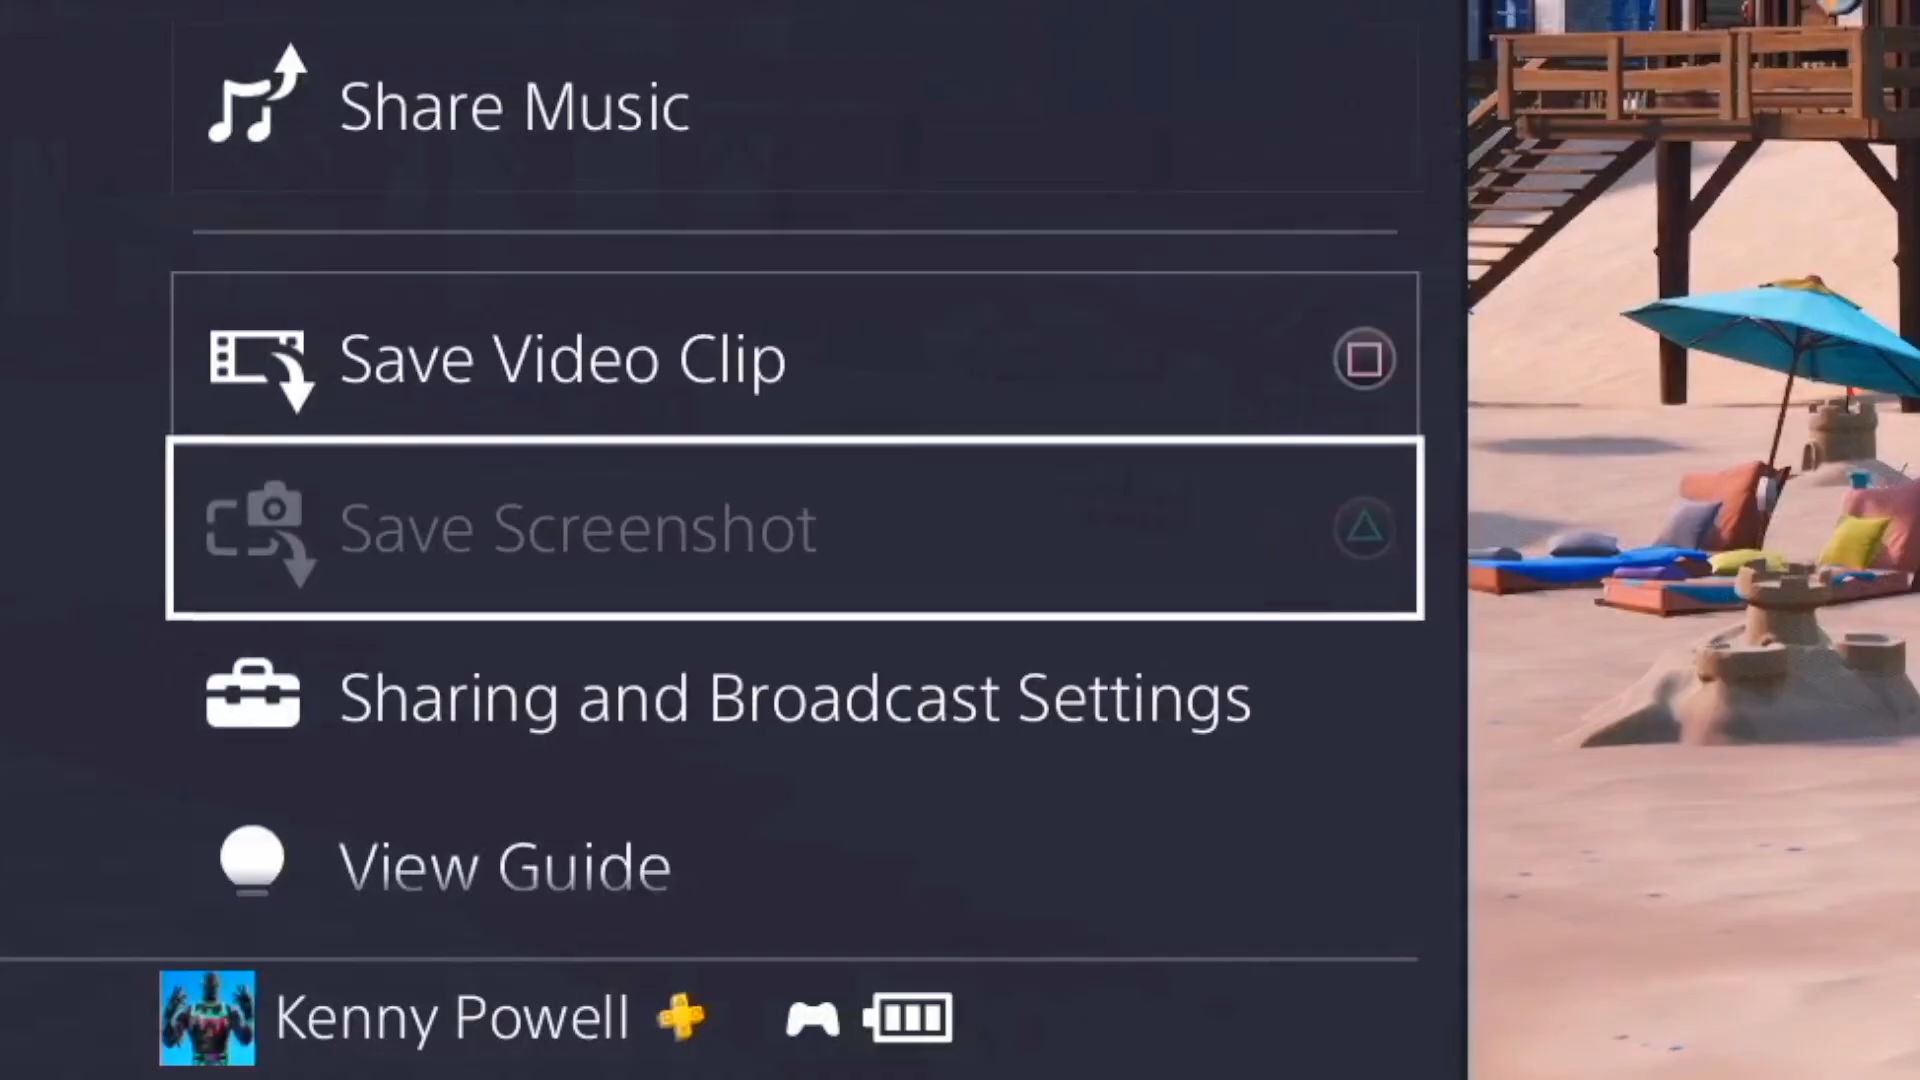 Share Music
Save Video Clip
Save Screenshot
Sharing and Broadcast Settings
View Guide
Kenny Powell